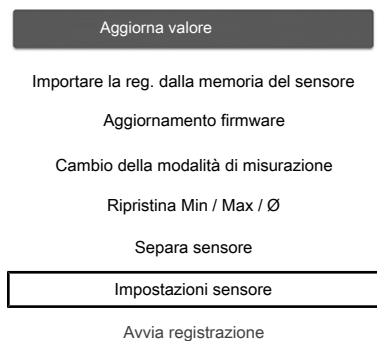 Aggiorna valore
Importare la reg. dalla memoria del sensore
Aggiornamento firmware
Cambio della modalità di misurazione
Ripristina Min / Max / Ø
Separa sensore
Impostazioni sensore
Avvia registrazione